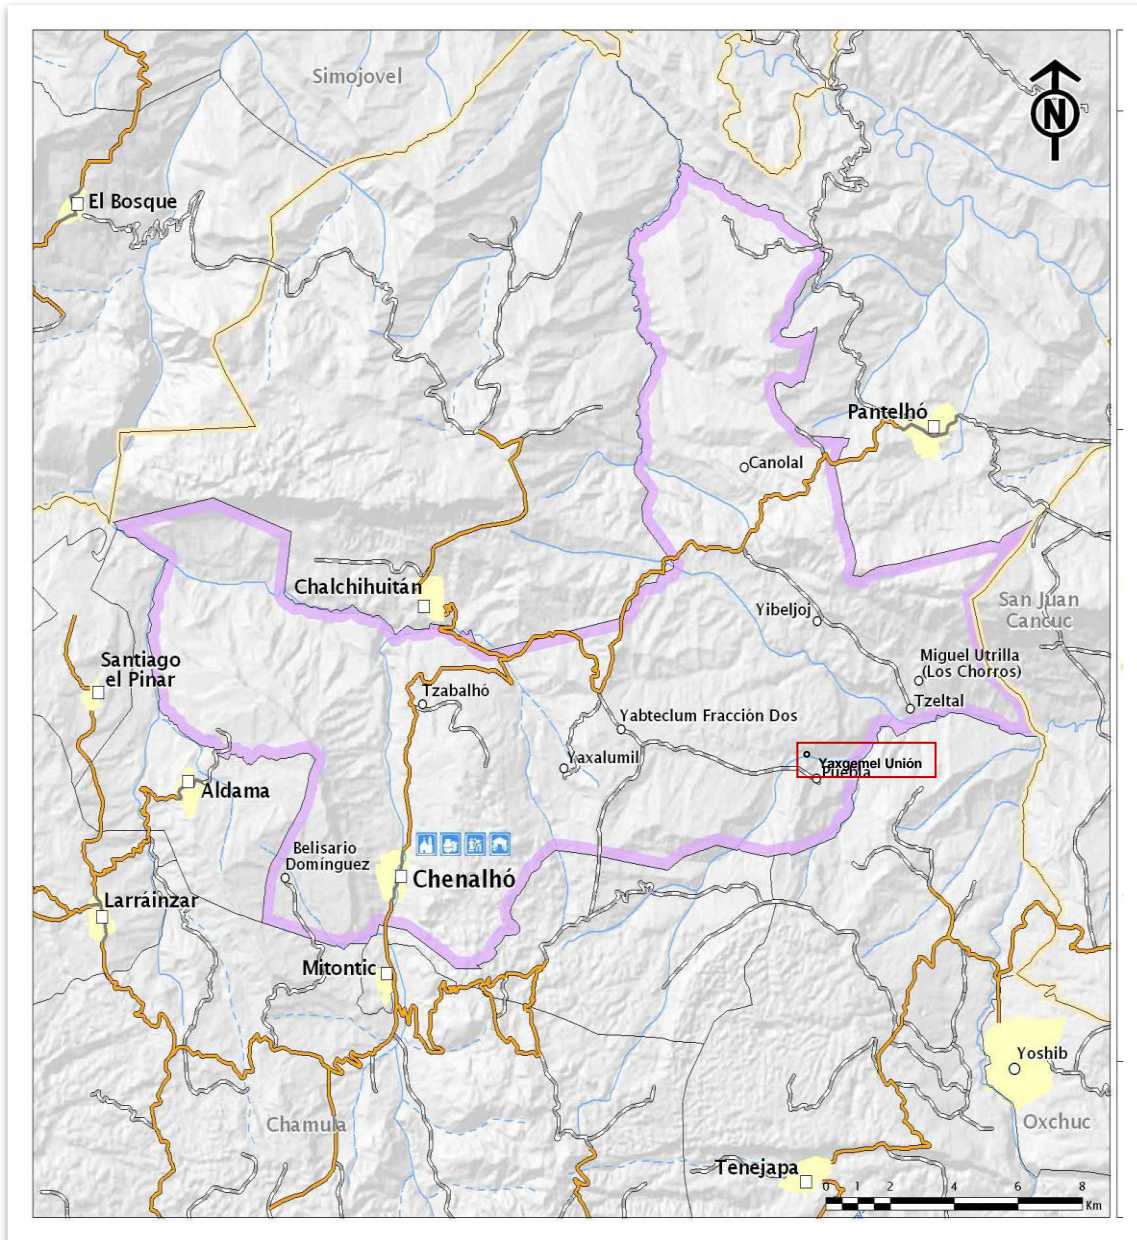 Simojovel
N
El Bosque
Pantelhó
Canolal
Chalchihuitán
Yibeljoj
San Juan
Cancuc
Santiago
el Pinar
Miguel Utrilla
(Los Chorros)
Tzabalhó
Tzeltal
Yabteclum Fracción Dos
Yaxalumil
Yaxgemel Unión
Puebla
Aldama
Belisario
Domínguez
Chenalhó
Larráinzar
Mitontic
Yoshib
Chamula
Oxchuc
Tenejapa
0 1 2 4 6 8
Km